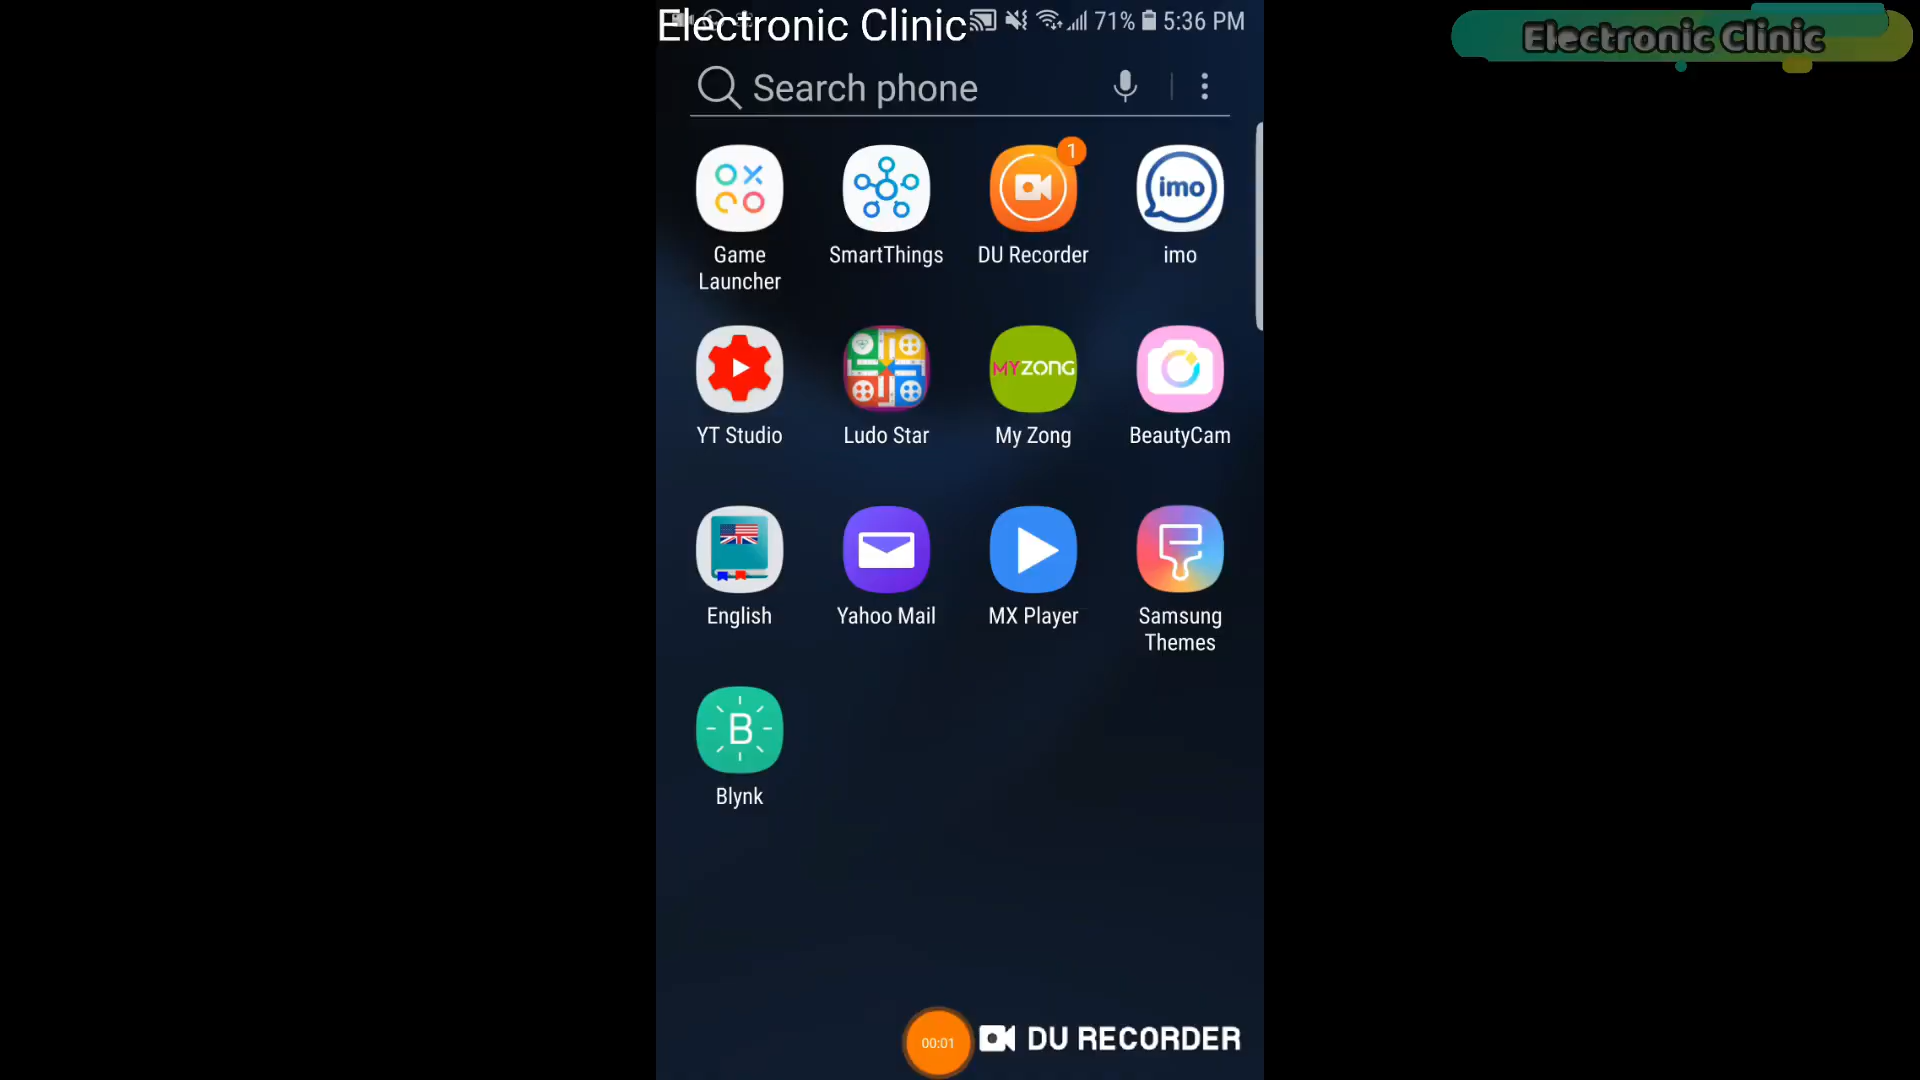 Electronic Clinic 71% 5:36 PM
Electronic Clinic
Search phone
1
imo
Game Launcher
SmartThings
DU Recorder
imo
MYZONG
YT Studio
Ludo Star
My Zong
BeautyCam
English
Yahoo Mail
MX Player
Samsung Themes
B
Blynk
00:01
DU RECORDER